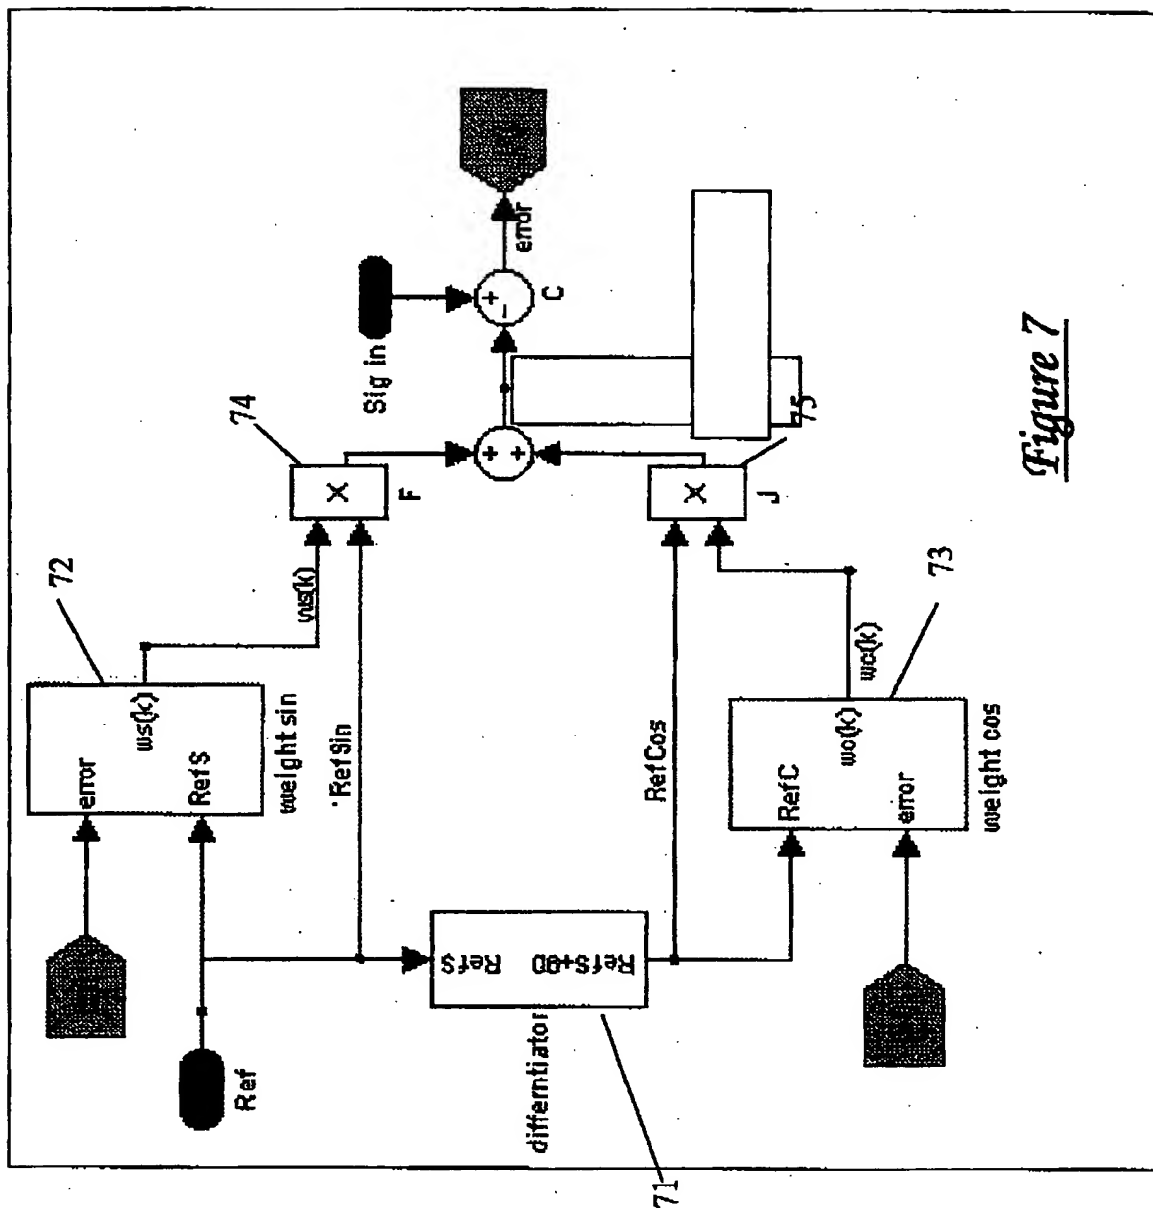 72
error
RefS
ws(k)
weight sin
ws(k)
Ref
RefSin
74
X
F
Sig in
+
-
C
error
+
+
differntiator
RefS
RefS+90
71
RefCos
X
J
75
RefC
error
wc(k)
weight cos
wc(k)
73
Figure 7